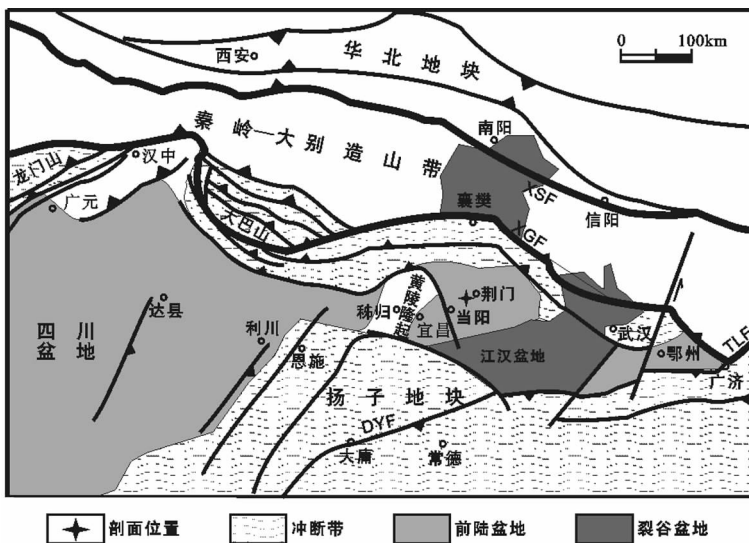 华北地块
西安
0 100km
秦岭—大别造山带
南阳
龙门山
汉中
XSF
广元
大巴山
襄樊
信阳
XGF
黄陵隆起
荆门
达县
秭归
当阳
四川
盆地
利川
宜昌
武汉
TLF
恩施
江汉盆地
鄂州
扬子地块
广济
DYF
大庸
常德
剖面位置
冲断带
前陆盆地
裂谷盆地